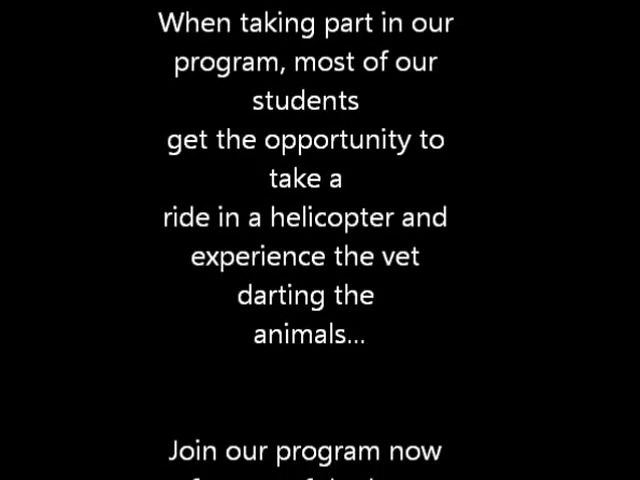 When taking part in our
program, most of our
students
get the opportunity to
take a
ride in a helicopter and
experience the vet
darting the
animals...
Join our program now